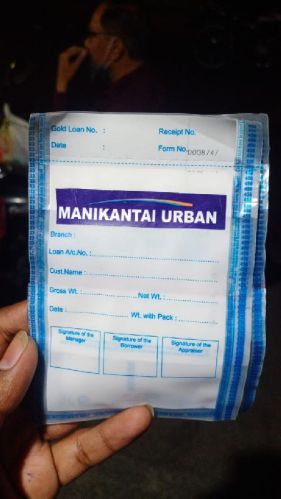 Gold Loan No. : Receipt No.
Date : Form No. 0008747
MANIKANTAI URBAN
Branch :
Loan A/c.No. :
Cust.Name :
Gross Wt. : Net Wt. :
Date : Wt. with Pack :
Signature of the Manager Signature of the Borrower Signature of the Appraiser